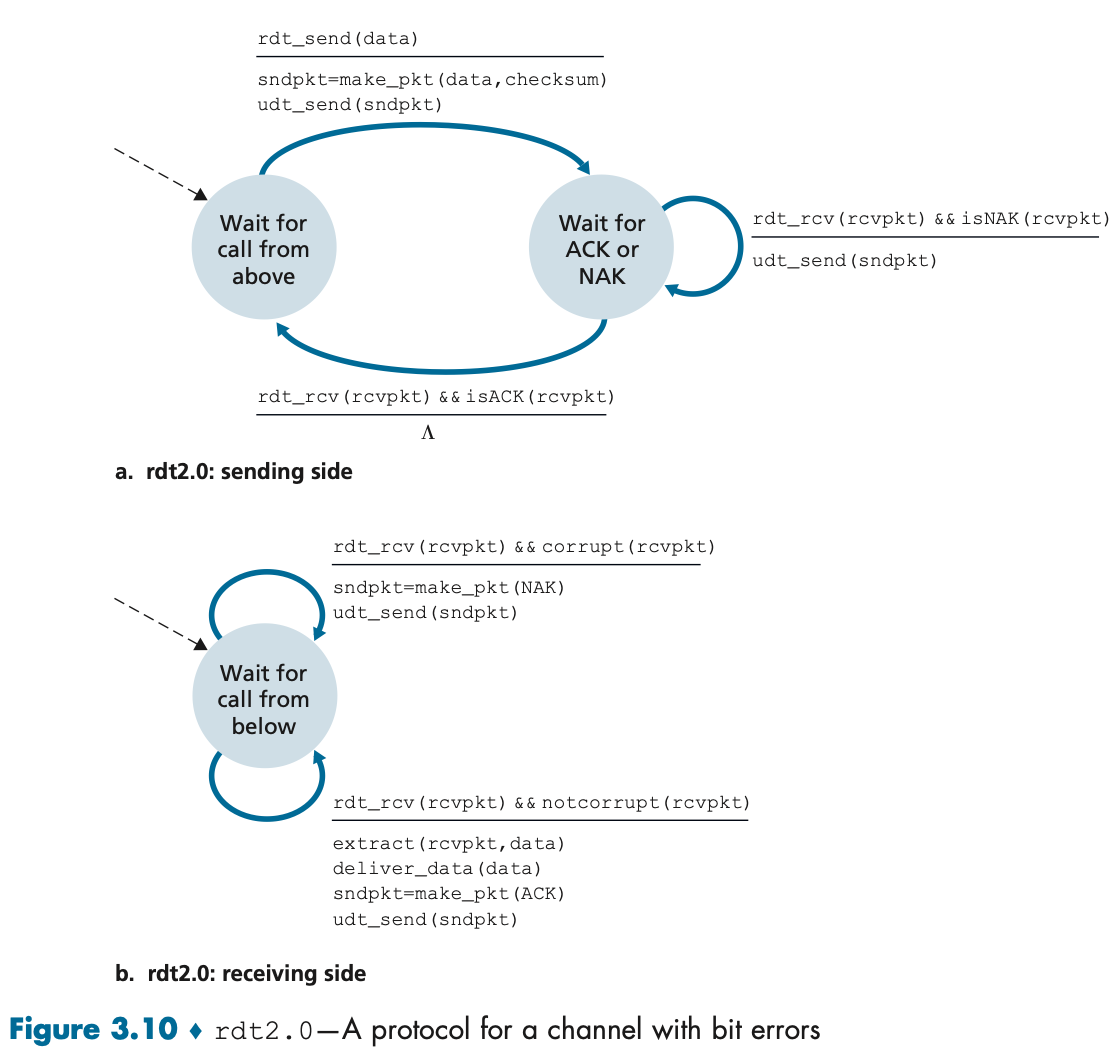 rdt_send(data)
sndpkt=make_pkt(data,checksum)
udt_send(sndpkt)
Wait for
call from
above
Wait for
ACK or
NAK
rdt_rcv(rcvpkt) && isNAK(rcvpkt)
udt_send(sndpkt)
rdt_rcv(rcvpkt) && isACK(rcvpkt)
Λ
a. rdt2.0: sending side
rdt_rcv(rcvpkt) && corrupt(rcvpkt)
sndpkt=make_pkt(NAK)
udt_send(sndpkt)
Wait for
call from
below
rdt_rcv(rcvpkt) && notcorrupt(rcvpkt)
extract(rcvpkt,data)
deliver_data(data)
sndpkt=make_pkt(ACK)
udt_send(sndpkt)
b. rdt2.0: receiving side
Figure 3.10 ♦ rdt2.0—A protocol for a channel with bit errors